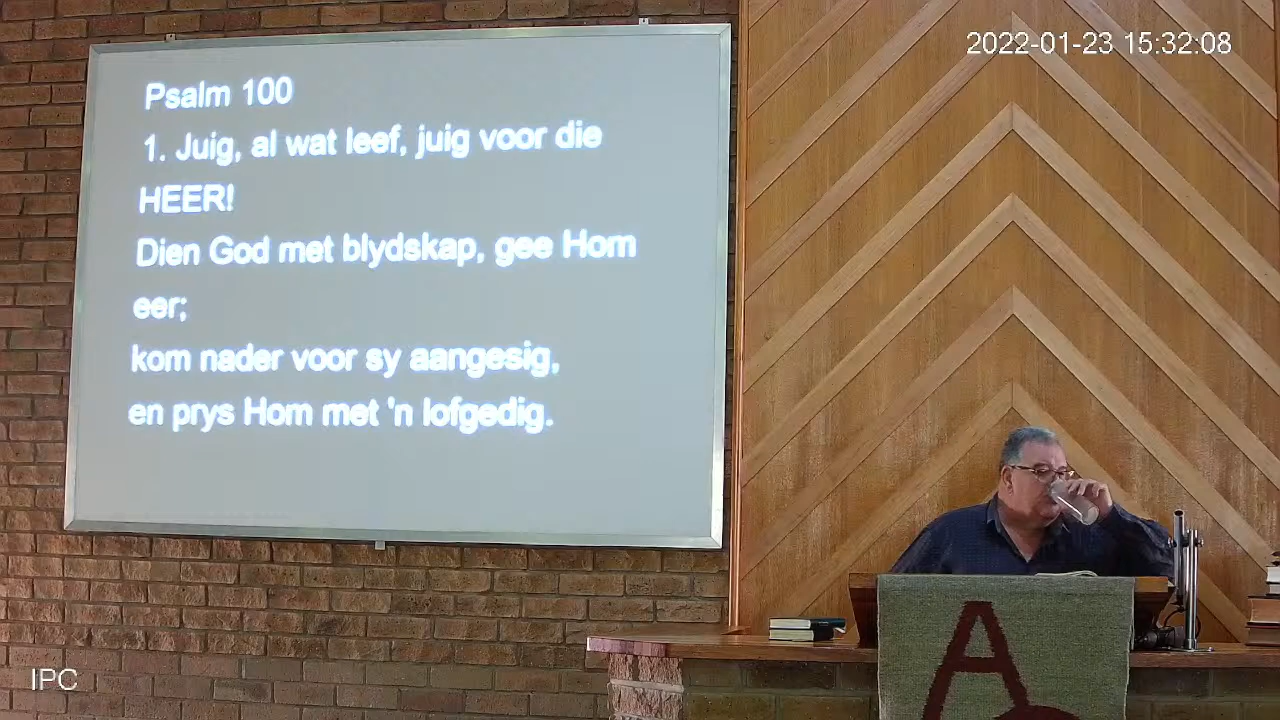 2022-01-23 15:32:08
Psalm 100
1. Juig, al wat leef, juig voor die
HEER!
Dien God met blydskap, gee Hom
eer;
kom nader voor sy aangesig,
en prys Hom met 'n lofgedig.
A
IPC